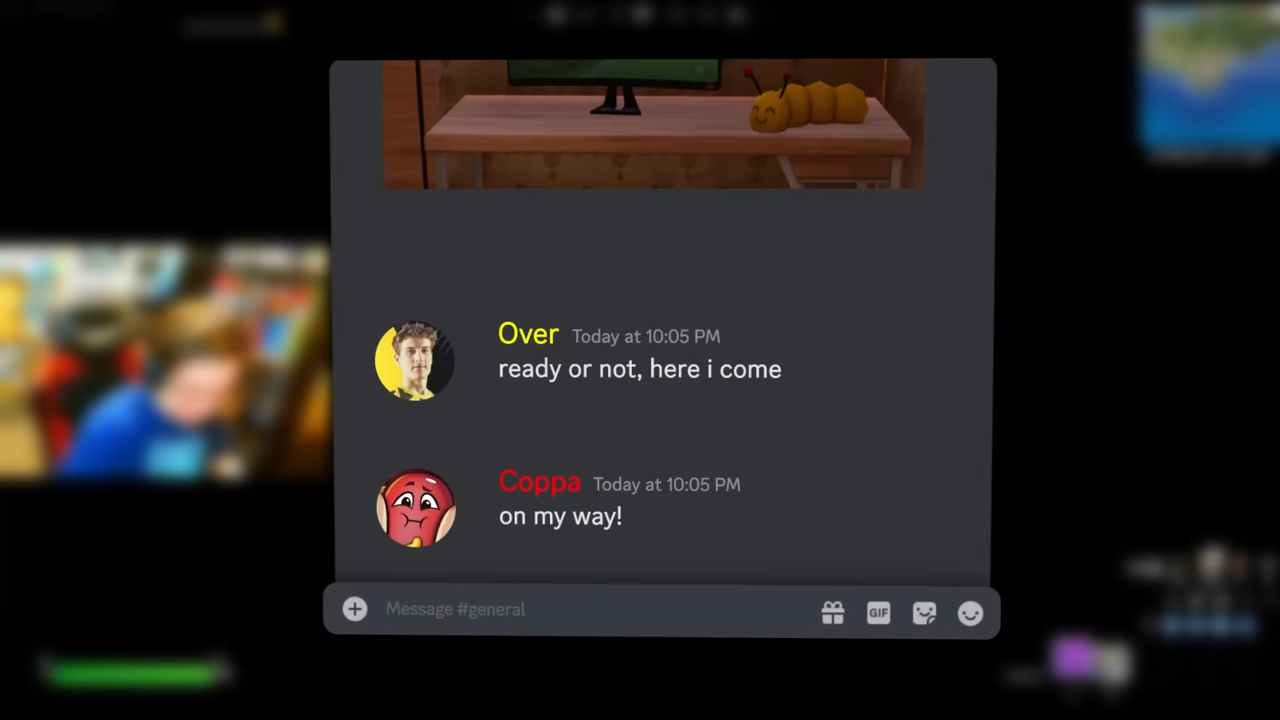 Over Today at 10:05 PM
ready or not, here i come
Coppa Today at 10:05 PM
on my way!
Message #general
GIF